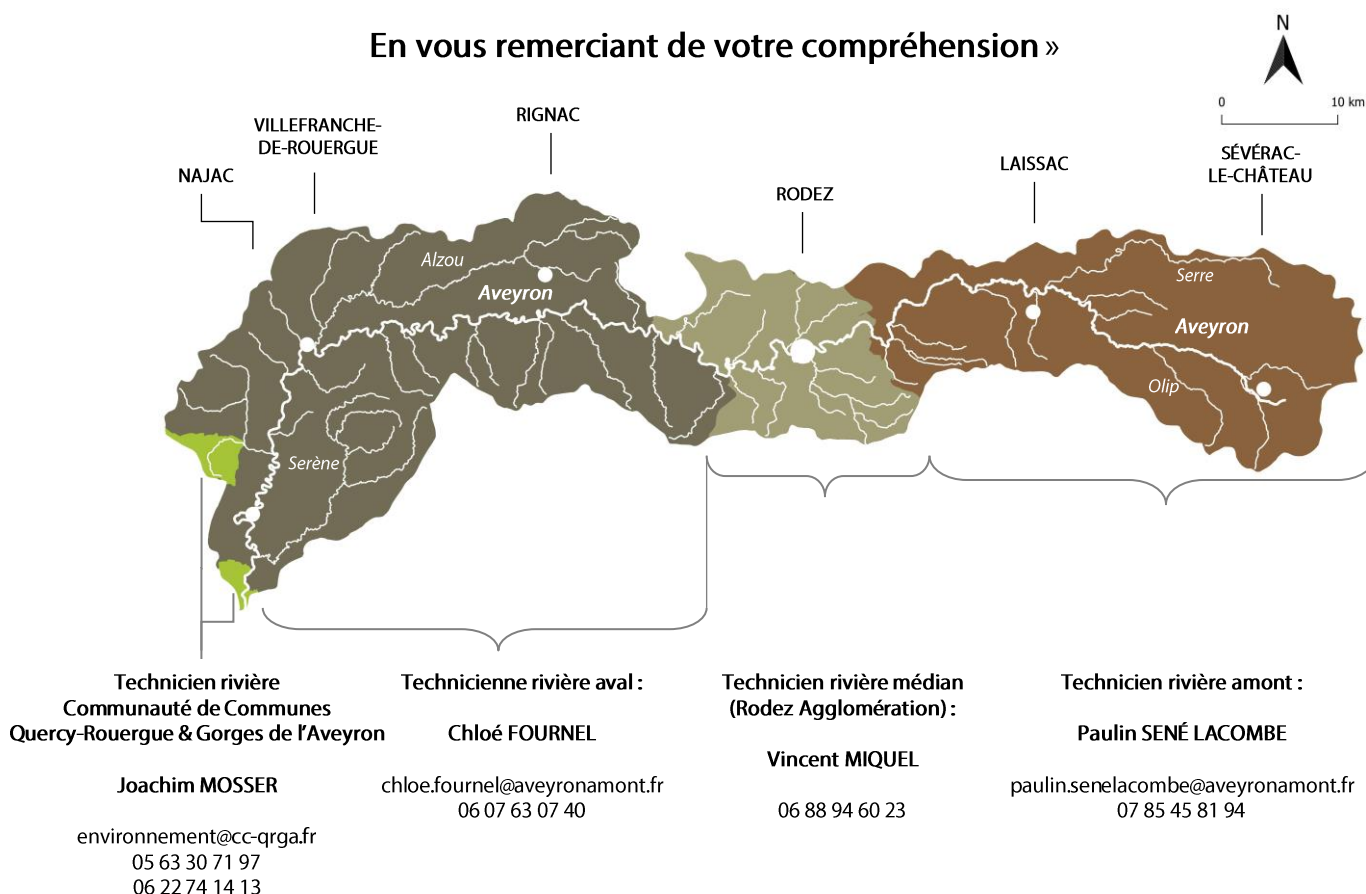 En vous remerciant de votre compréhension »
N
0 10 km
NAJAC
VILLEFRANCHE-
DE-ROUERGUE
RIGNAC
RODEZ
LAISSAC
SÉVÉRAC-
LE-CHÂTEAU
Alzou
Aveyron
Serène
Serre
Aveyron
Olip
Technicien rivière
Communauté de Communes
Quercy-Rouergue & Gorges de l'Aveyron
Joachim MOSSER
environnement@cc-qrga.fr
05 63 30 71 97
06 22 74 14 13
Technicienne rivière aval :
Chloé FOURNEL
chloe.fournel@aveyronamont.fr
06 07 63 07 40
Technicien rivière médian
(Rodez Agglomération) :
Vincent MIQUEL
06 88 94 60 23
Technicien rivière amont :
Paulin SENÉ LACOMBE
paulin.senelacombe@aveyronamont.fr
07 85 45 81 94